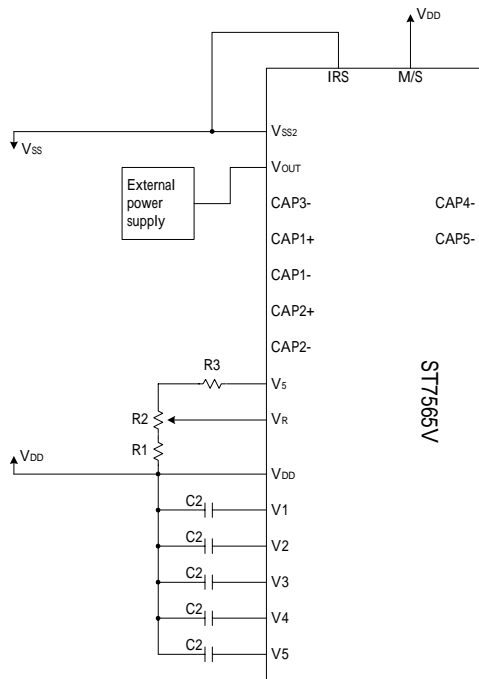 VDD
IRS M/S
VSS2
VSS
VOUT
External
power
supply
CAP3- CAP4-
CAP1+ CAP5-
CAP1-
CAP2+
CAP2-
R3
V5
R2
VR
R1
VDD
VDD
C2 V1
C2 V2
C2 V3
C2 V4
C2 V5
ST7565V